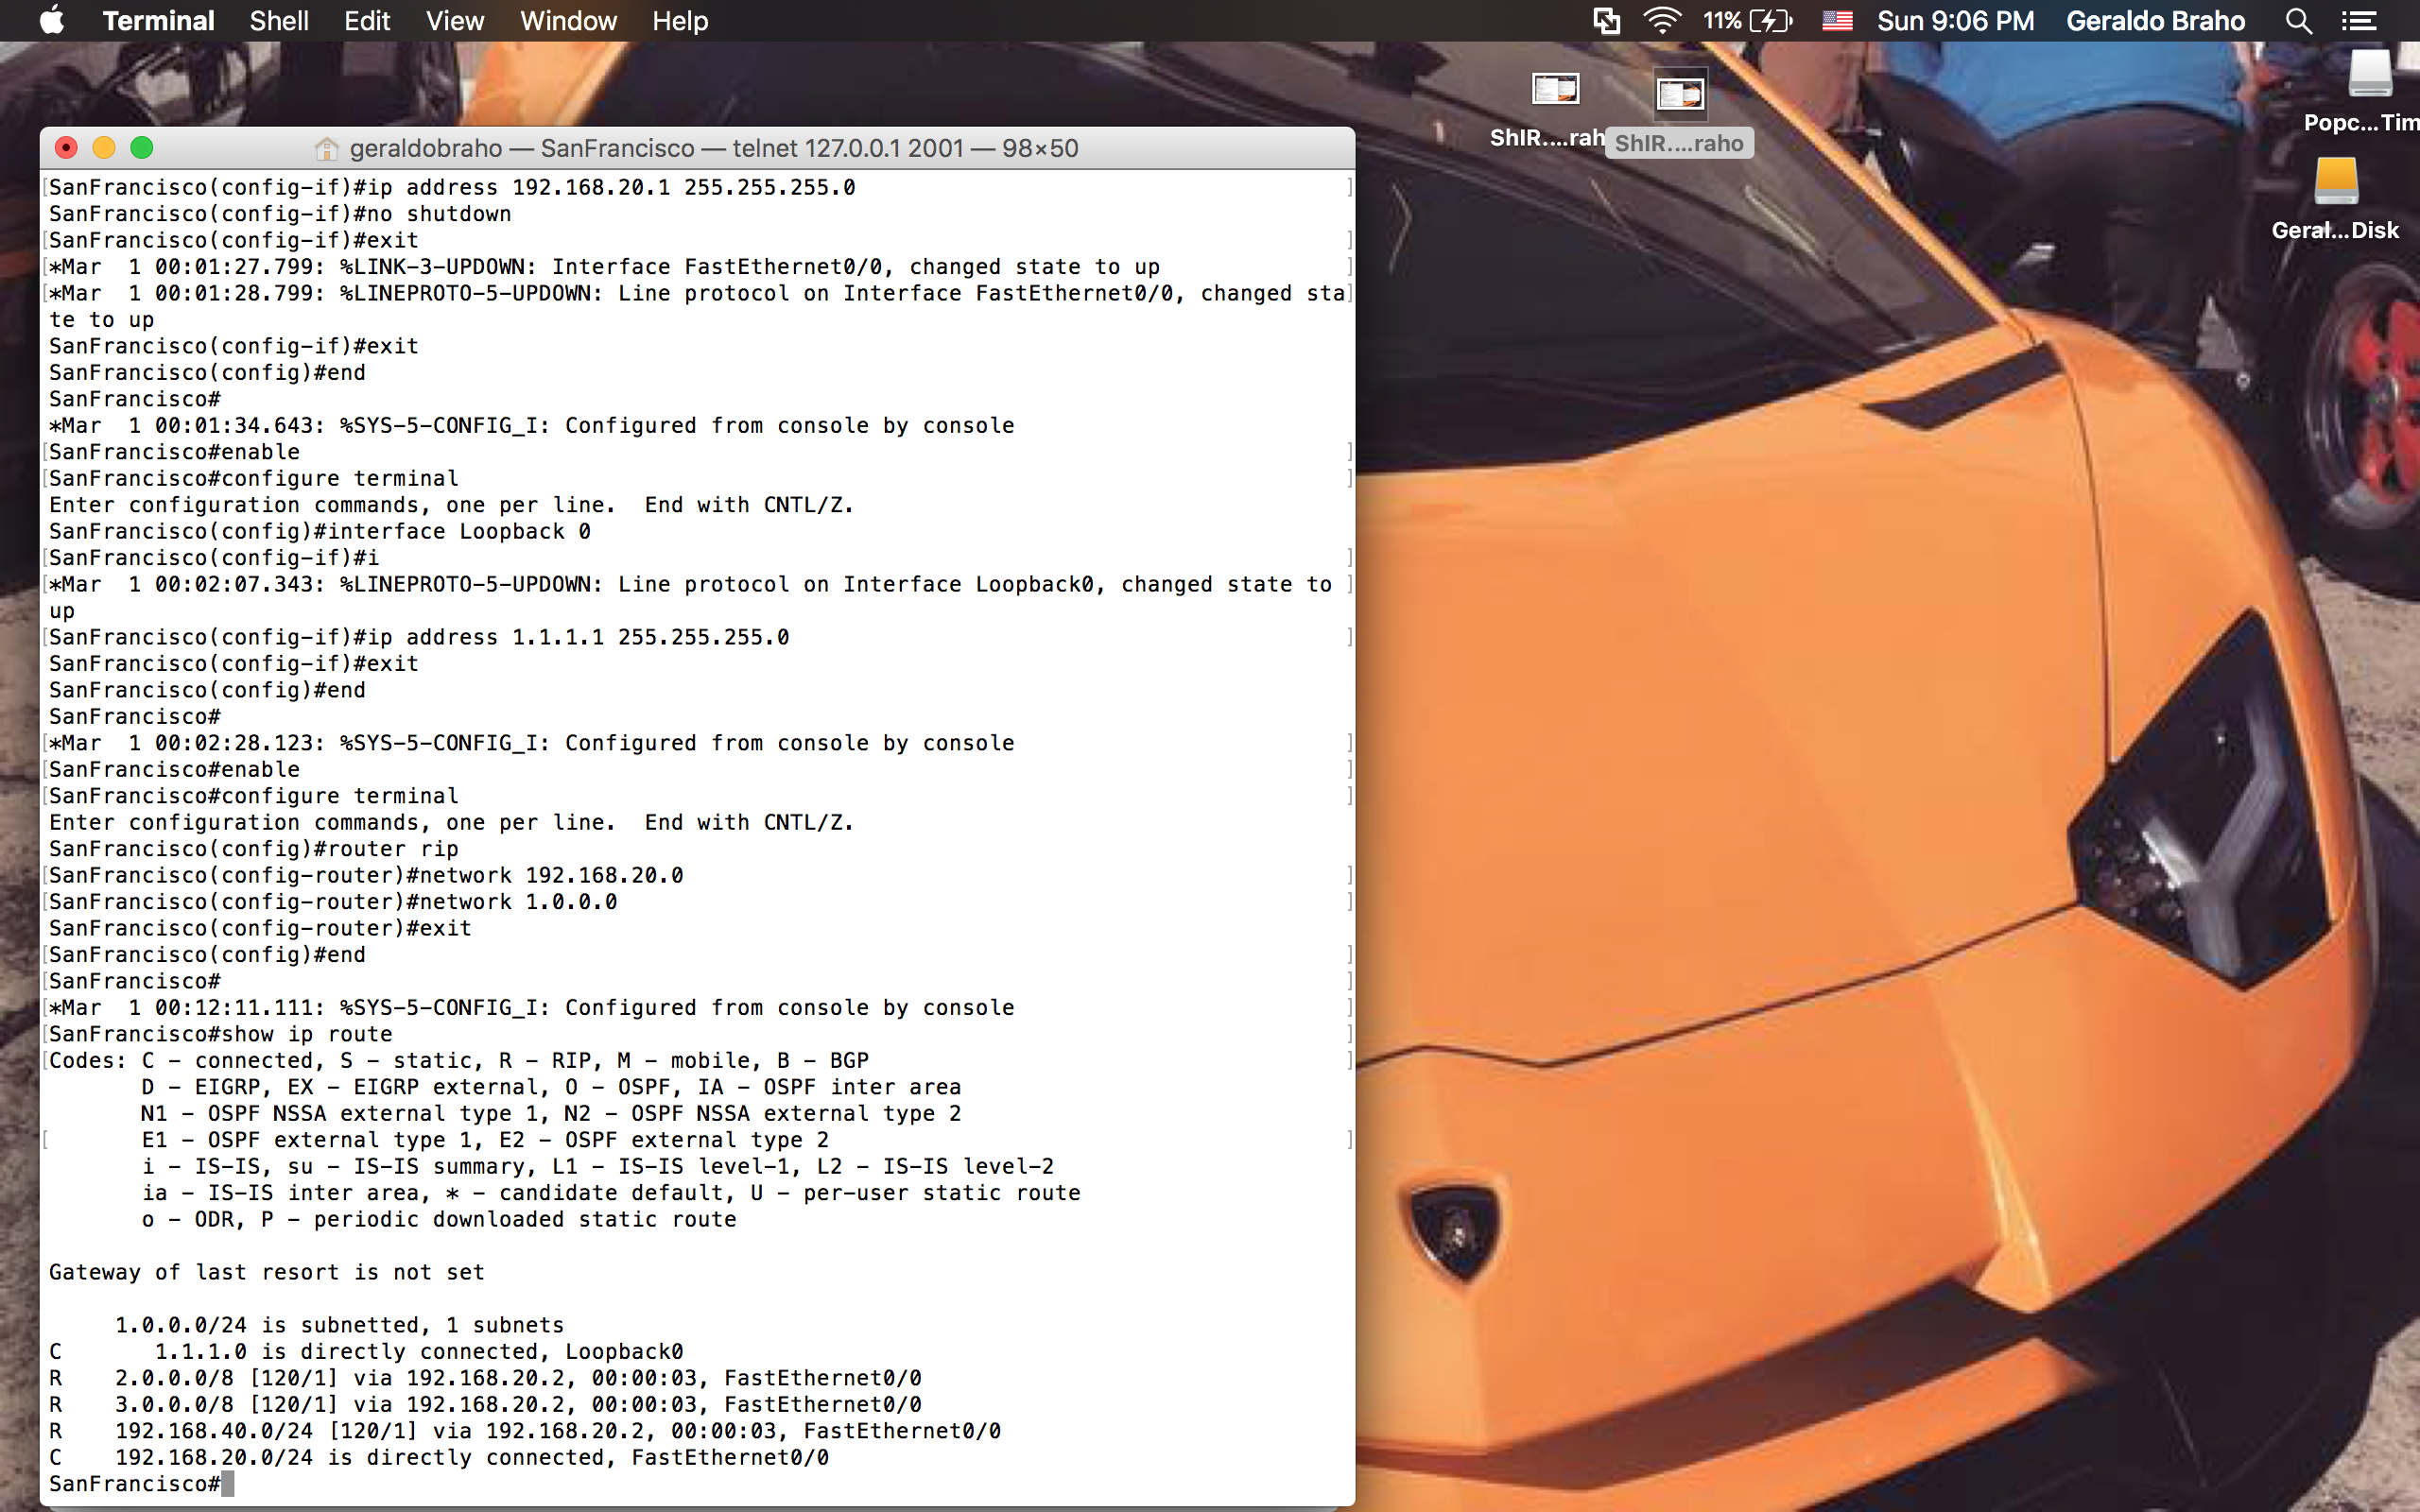 Terminal Shell Edit View Window Help 11% Sun 9:06 PM Geraldo Braho
ShIR....rah
ShIR....raho
Popc...Tim
Geral...Disk
geraldobraho — SanFrancisco — telnet 127.0.0.1 2001 — 98×50
[SanFrancisco(config-if)#ip address 192.168.20.1 255.255.255.0 ]
SanFrancisco(config-if)#no shutdown
[SanFrancisco(config-if)#exit ]
[*Mar  1 00:01:27.799: %LINK-3-UPDOWN: Interface FastEthernet0/0, changed state to up ]
[*Mar  1 00:01:28.799: %LINEPROTO-5-UPDOWN: Line protocol on Interface FastEthernet0/0, changed sta]
te to up
SanFrancisco(config-if)#exit
SanFrancisco(config)#end
SanFrancisco#
*Mar  1 00:01:34.643: %SYS-5-CONFIG_I: Configured from console by console
[SanFrancisco#enable ]
[SanFrancisco#configure terminal ]
Enter configuration commands, one per line.  End with CNTL/Z.
SanFrancisco(config)#interface Loopback 0
[SanFrancisco(config-if)#i ]
[*Mar  1 00:02:07.343: %LINEPROTO-5-UPDOWN: Line protocol on Interface Loopback0, changed state to ]
up
[SanFrancisco(config-if)#ip address 1.1.1.1 255.255.255.0 ]
SanFrancisco(config-if)#exit
SanFrancisco(config)#end
SanFrancisco#
[*Mar  1 00:02:28.123: %SYS-5-CONFIG_I: Configured from console by console ]
[SanFrancisco#enable ]
[SanFrancisco#configure terminal ]
Enter configuration commands, one per line.  End with CNTL/Z.
SanFrancisco(config)#router rip
[SanFrancisco(config-router)#network 192.168.20.0 ]
[SanFrancisco(config-router)#network 1.0.0.0 ]
SanFrancisco(config-router)#exit
[SanFrancisco(config)#end ]
[SanFrancisco# ]
[*Mar  1 00:12:11.111: %SYS-5-CONFIG_I: Configured from console by console ]
[SanFrancisco#show ip route ]
[Codes: C - connected, S - static, R - RIP, M - mobile, B - BGP ]
D - EIGRP, EX - EIGRP external, O - OSPF, IA - OSPF inter area
N1 - OSPF NSSA external type 1, N2 - OSPF NSSA external type 2
[ E1 - OSPF external type 1, E2 - OSPF external type 2 ]
i - IS-IS, su - IS-IS summary, L1 - IS-IS level-1, L2 - IS-IS level-2
ia - IS-IS inter area, * - candidate default, U - per-user static route
o - ODR, P - periodic downloaded static route
Gateway of last resort is not set
1.0.0.0/24 is subnetted, 1 subnets
C       1.1.1.0 is directly connected, Loopback0
R    2.0.0.0/8 [120/1] via 192.168.20.2, 00:00:03, FastEthernet0/0
R    3.0.0.0/8 [120/1] via 192.168.20.2, 00:00:03, FastEthernet0/0
R    192.168.40.0/24 [120/1] via 192.168.20.2, 00:00:03, FastEthernet0/0
C    192.168.20.0/24 is directly connected, FastEthernet0/0
SanFrancisco#